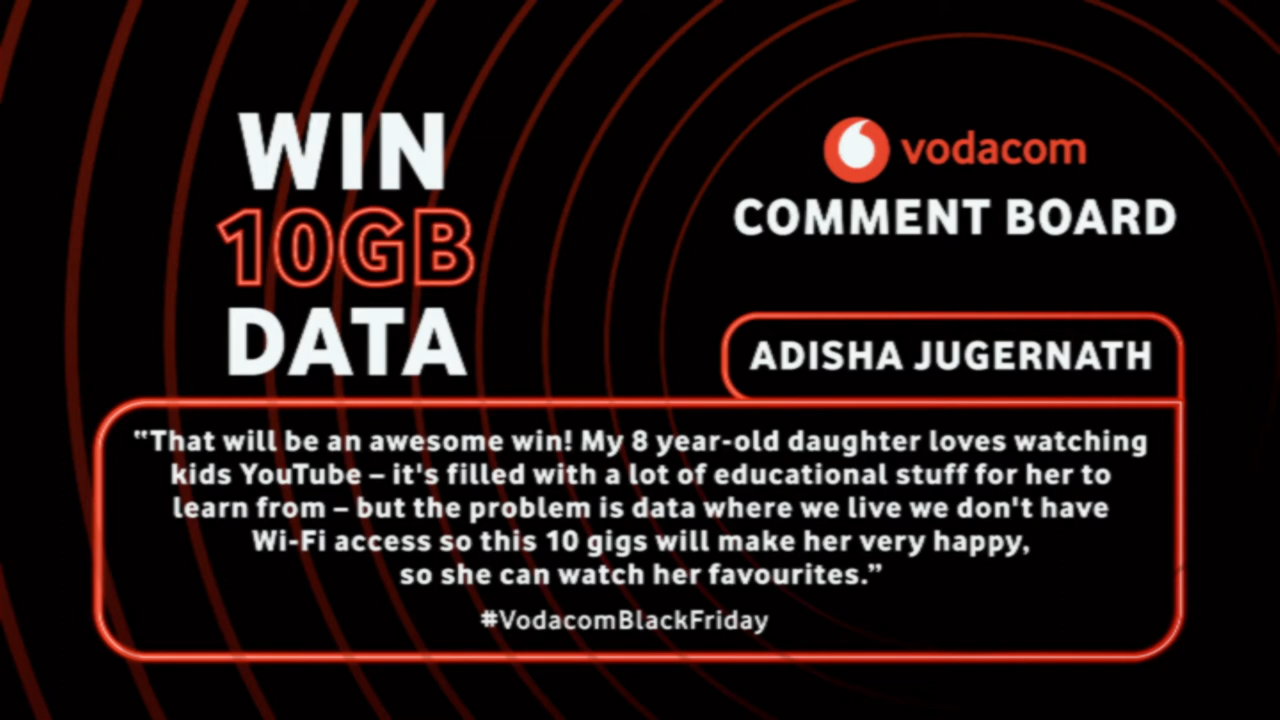 WIN
10GB
DATA
vodacom
COMMENT BOARD
ADISHA JUGERNATH
“That will be an awesome win! My 8 year-old daughter loves watching
kids YouTube – it's filled with a lot of educational stuff for her to
learn from – but the problem is data where we live we don't have
Wi-Fi access so this 10 gigs will make her very happy,
so she can watch her favourites.”
#VodacomBlackFriday